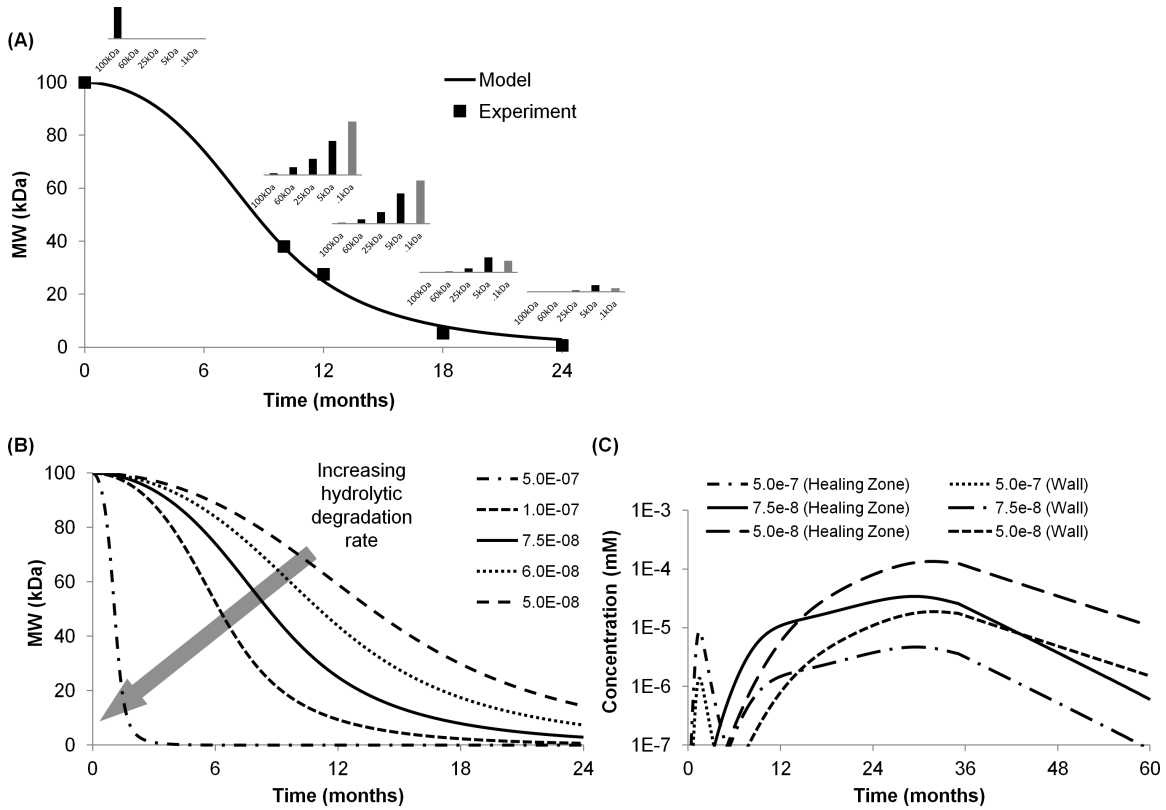 (A)
100kDa 60kDa 25kDa 5kDa .1kDa
100
80
60
40
20
0
MW (kDa)
Model
Experiment
100kDa 60kDa 25kDa 5kDa .1kDa
100kDa 60kDa 25kDa 5kDa .1kDa
100kDa 60kDa 25kDa 5kDa .1kDa
100kDa 60kDa 25kDa 5kDa .1kDa
0 6 12 18 24
Time (months)
(B)
100
80
60
40
20
0
MW (kDa)
Increasing
hydrolytic
degradation
rate
5.0E-07
1.0E-07
7.5E-08
6.0E-08
5.0E-08
0 6 12 18 24
Time (months)
(C)
5.0e-7 (Healing Zone) 5.0e-7 (Wall)
7.5e-8 (Healing Zone) 7.5e-8 (Wall)
5.0e-8 (Healing Zone) 5.0e-8 (Wall)
1E-3
1E-4
1E-5
1E-6
1E-7
Concentration (mM)
0 12 24 36 48 60
Time (months)